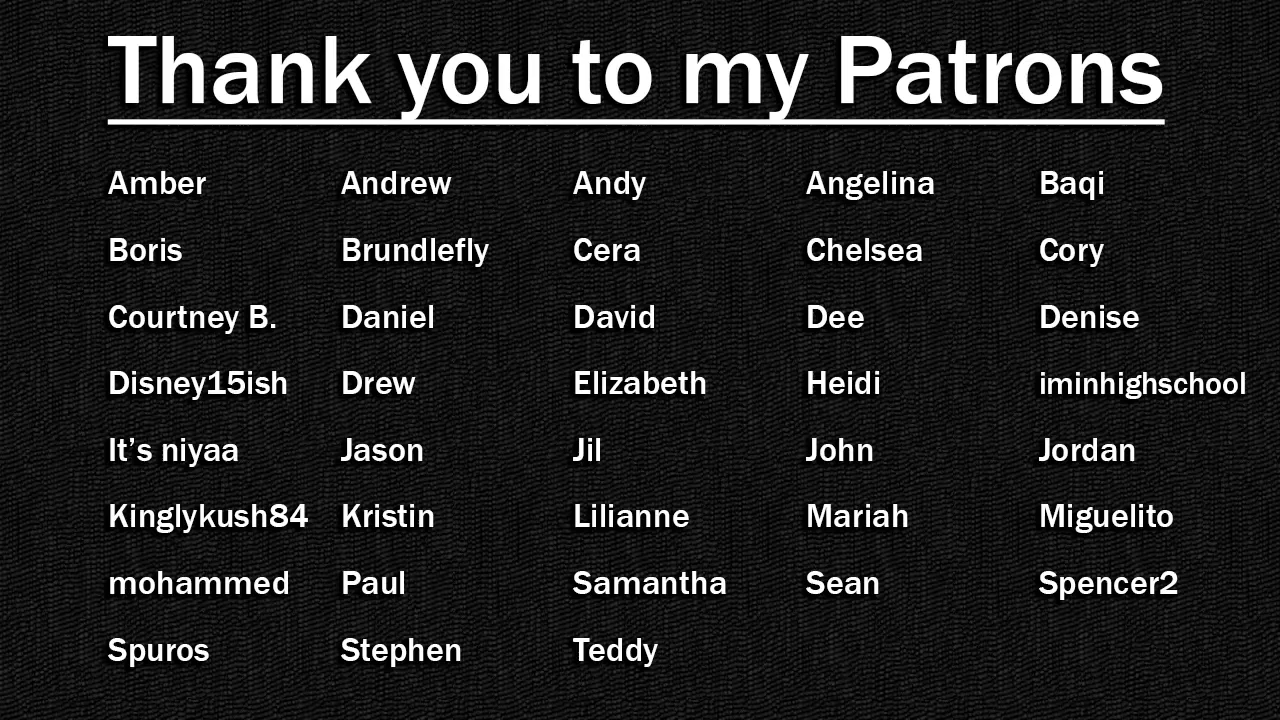 Thank you to my Patrons
Amber Andrew Andy Angelina Baqi
Boris Brundlefly Cera Chelsea Cory
Courtney B. Daniel David Dee Denise
Disney15ish Drew Elizabeth Heidi iminhighschool
It’s niyaa Jason Jil John Jordan
Kinglykush84 Kristin Lilianne Mariah Miguelito
mohammed Paul Samantha Sean Spencer2
Spuros Stephen Teddy